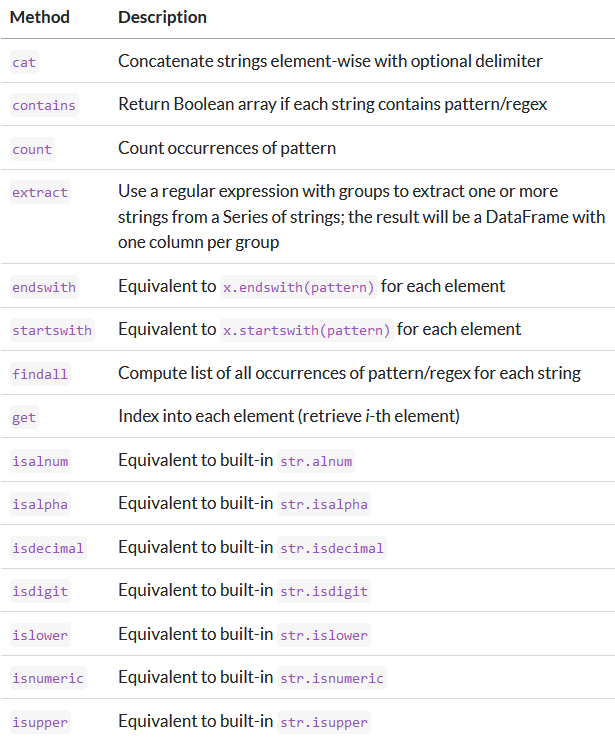 Method Description
cat Concatenate strings element-wise with optional delimiter
contains Return Boolean array if each string contains pattern/regex
count Count occurrences of pattern
extract Use a regular expression with groups to extract one or more
strings from a Series of strings; the result will be a DataFrame with
one column per group
endswith Equivalent to x.endswith(pattern) for each element
startswith Equivalent to x.startswith(pattern) for each element
findall Compute list of all occurrences of pattern/regex for each string
get Index into each element (retrieve i-th element)
isalnum Equivalent to built-in str.alnum
isalpha Equivalent to built-in str.isalpha
isdecimal Equivalent to built-in str.isdecimal
isdigit Equivalent to built-in str.isdigit
islower Equivalent to built-in str.islower
isnumeric Equivalent to built-in str.isnumeric
isupper Equivalent to built-in str.isupper